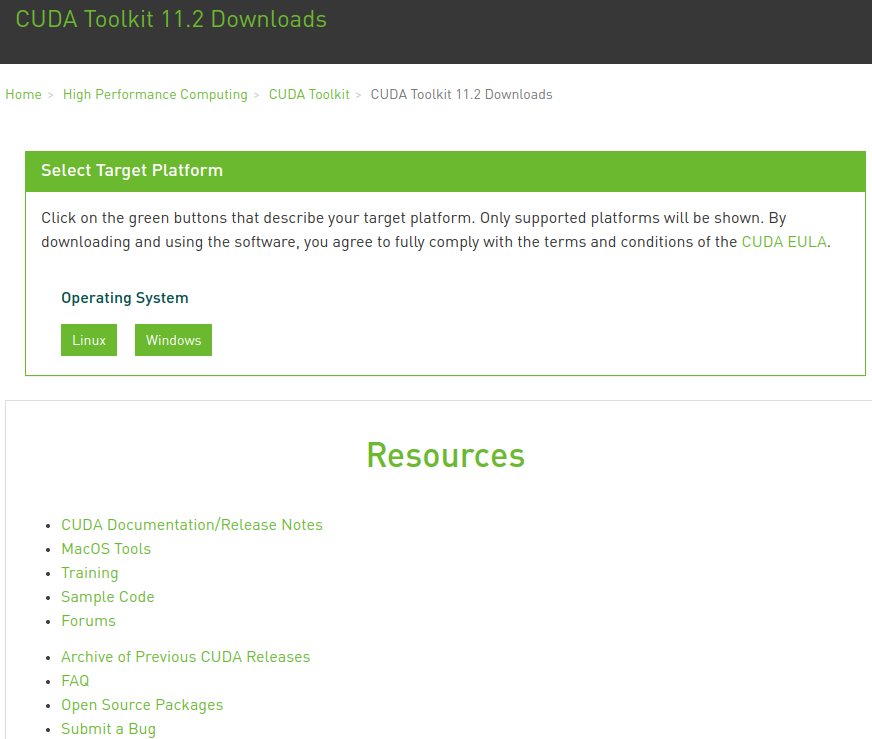 CUDA Toolkit 11.2 Downloads
Home > High Performance Computing > CUDA Toolkit > CUDA Toolkit 11.2 Downloads
Select Target Platform
Click on the green buttons that describe your target platform. Only supported platforms will be shown. By
downloading and using the software, you agree to fully comply with the terms and conditions of the CUDA EULA.
Operating System
Linux Windows
Resources
• CUDA Documentation/Release Notes
• MacOS Tools
• Training
• Sample Code
• Forums
• Archive of Previous CUDA Releases
• FAQ
• Open Source Packages
• Submit a Bug